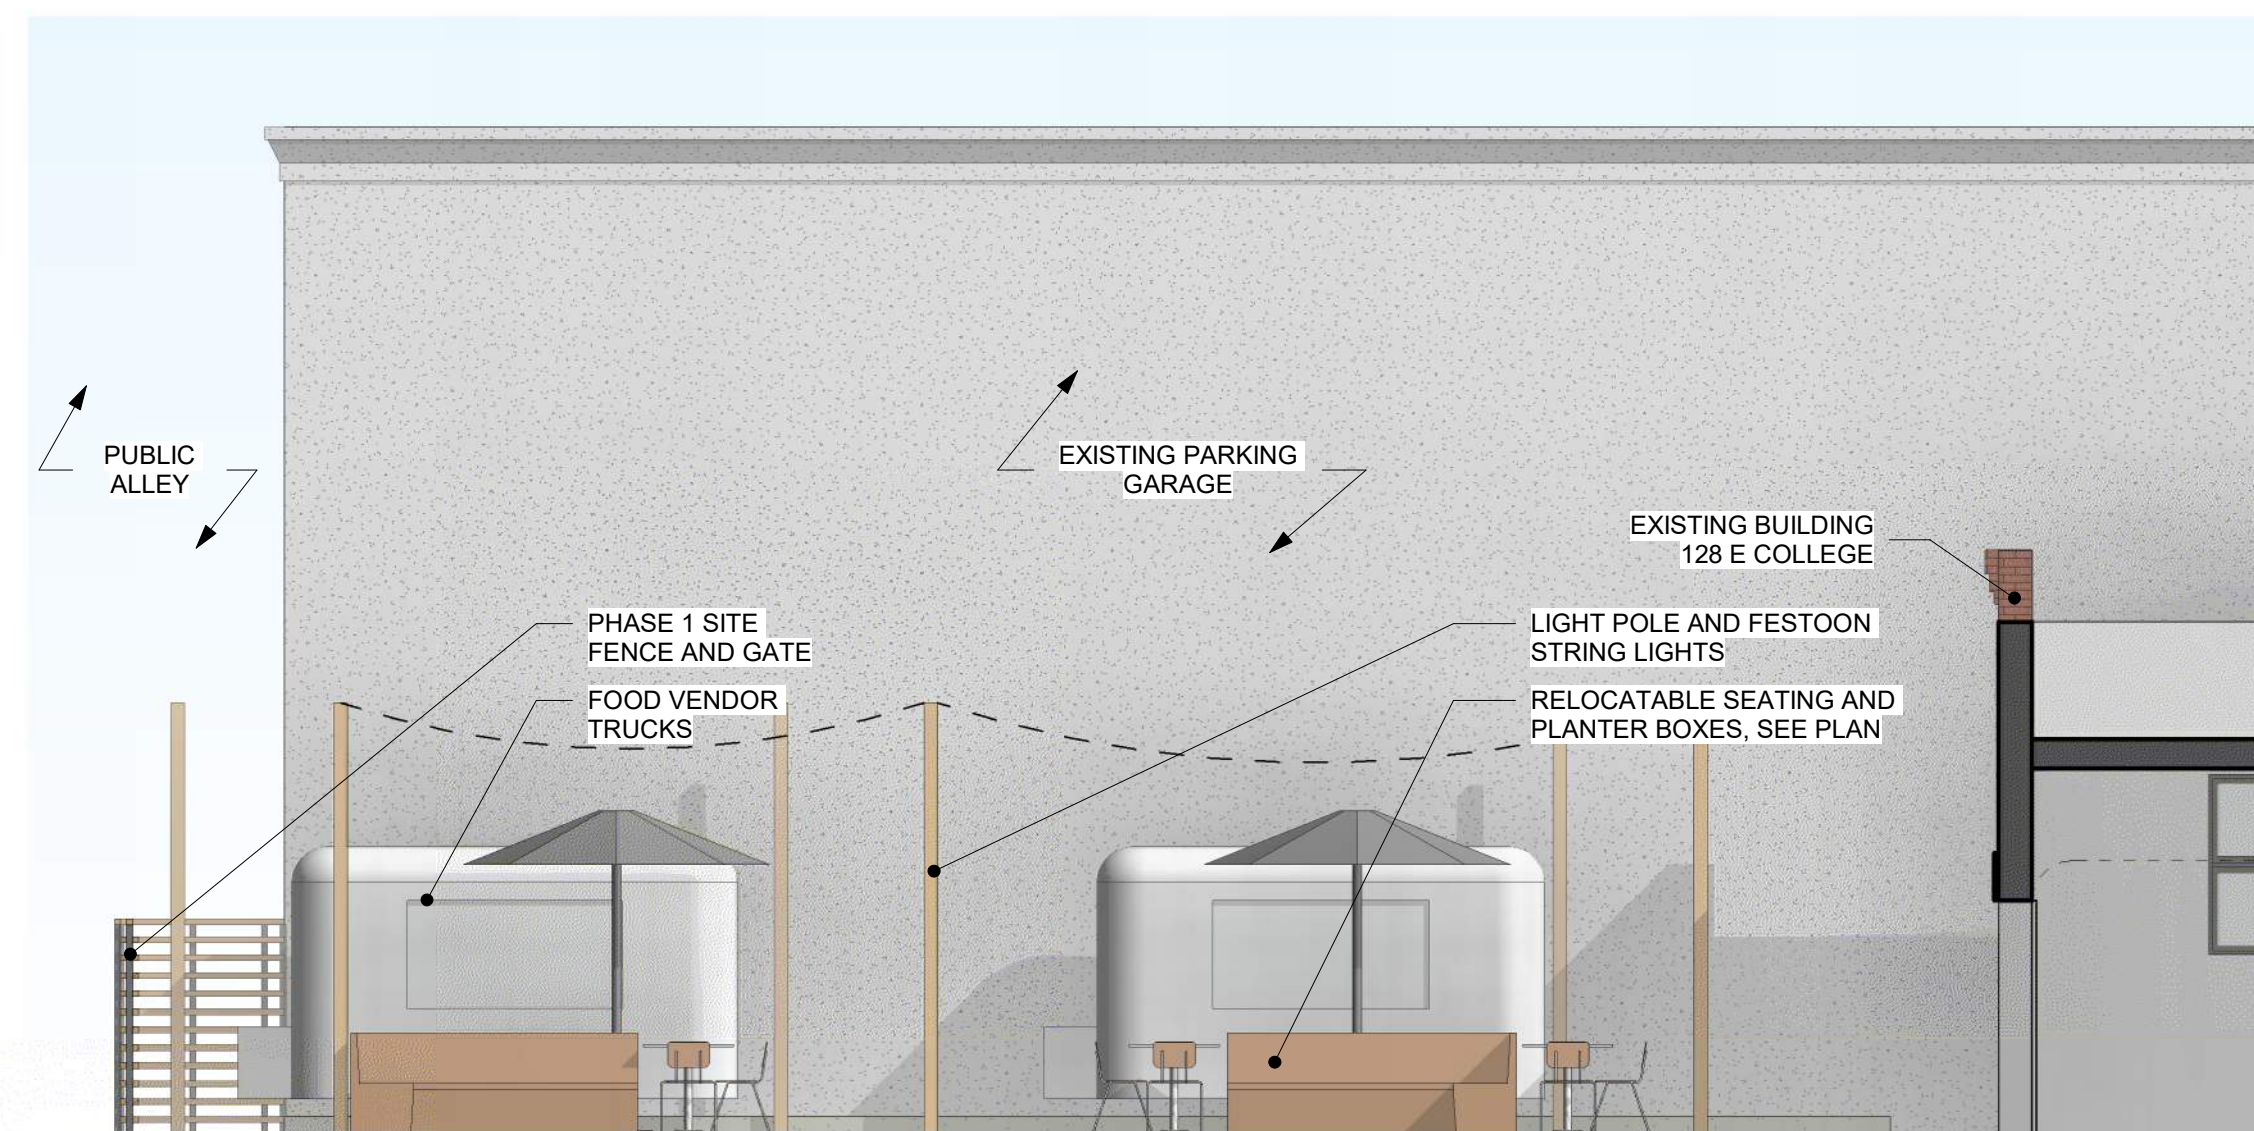 PUBLIC
ALLEY
EXISTING PARKING
GARAGE
EXISTING BUILDING
128 E COLLEGE
PHASE 1 SITE
FENCE AND GATE
LIGHT POLE AND FESTOON
STRING LIGHTS
FOOD VENDOR
TRUCKS
RELOCATABLE SEATING AND
PLANTER BOXES, SEE PLAN